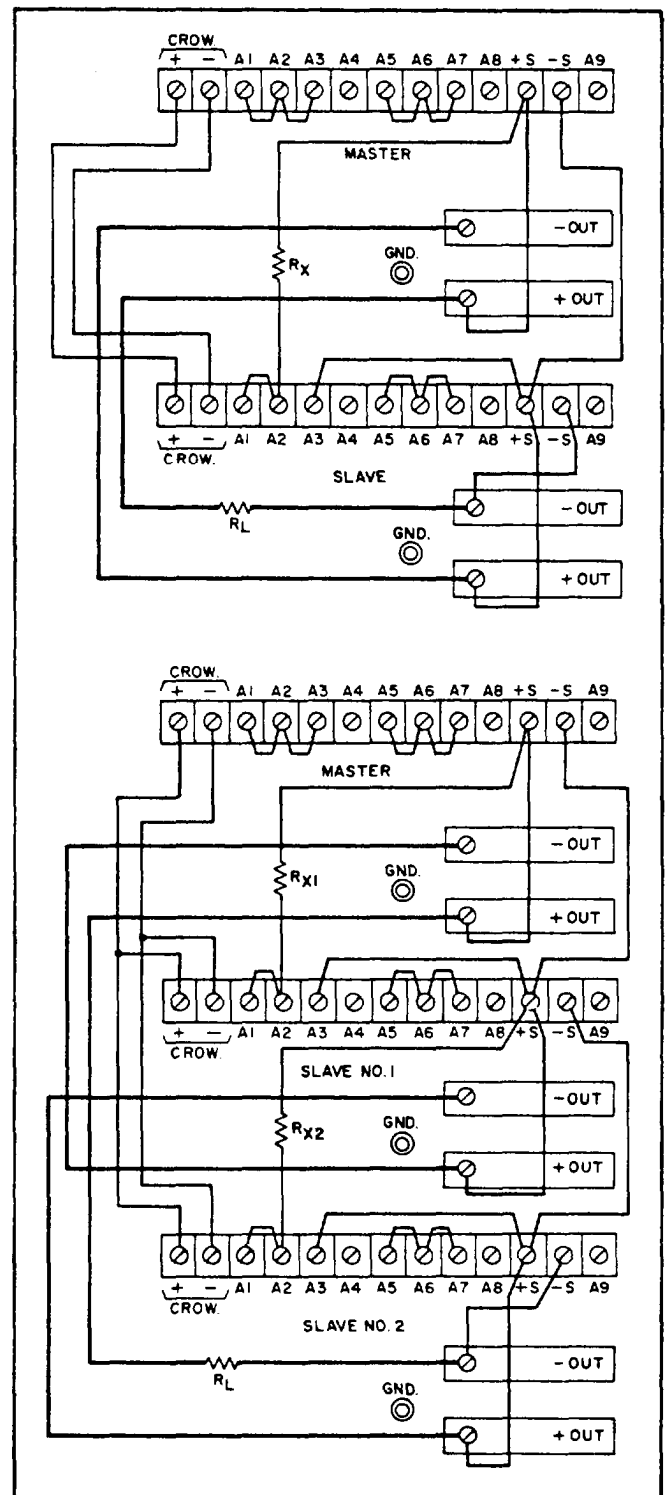 CROW.
+ − A1 A2 A3 A4 A5 A6 A7 A8 +S −S A9
MASTER
− OUT
GND.
RX
+ OUT
+ − A1 A2 A3 A4 A5 A6 A7 A8 +S −S A9
CROW.
SLAVE
− OUT
RL
GND.
+ OUT
CROW.
+ − A1 A2 A3 A4 A5 A6 A7 A8 +S −S A9
MASTER
− OUT
GND.
RX1
+ OUT
+ − A1 A2 A3 A4 A5 A6 A7 A8 +S −S A9
CROW.
SLAVE NO.1
− OUT
GND.
RX2
+ OUT
+ − A1 A2 A3 A4 A5 A6 A7 A8 +S −S A9
CROW.
SLAVE NO.2
− OUT
RL
GND.
+ OUT